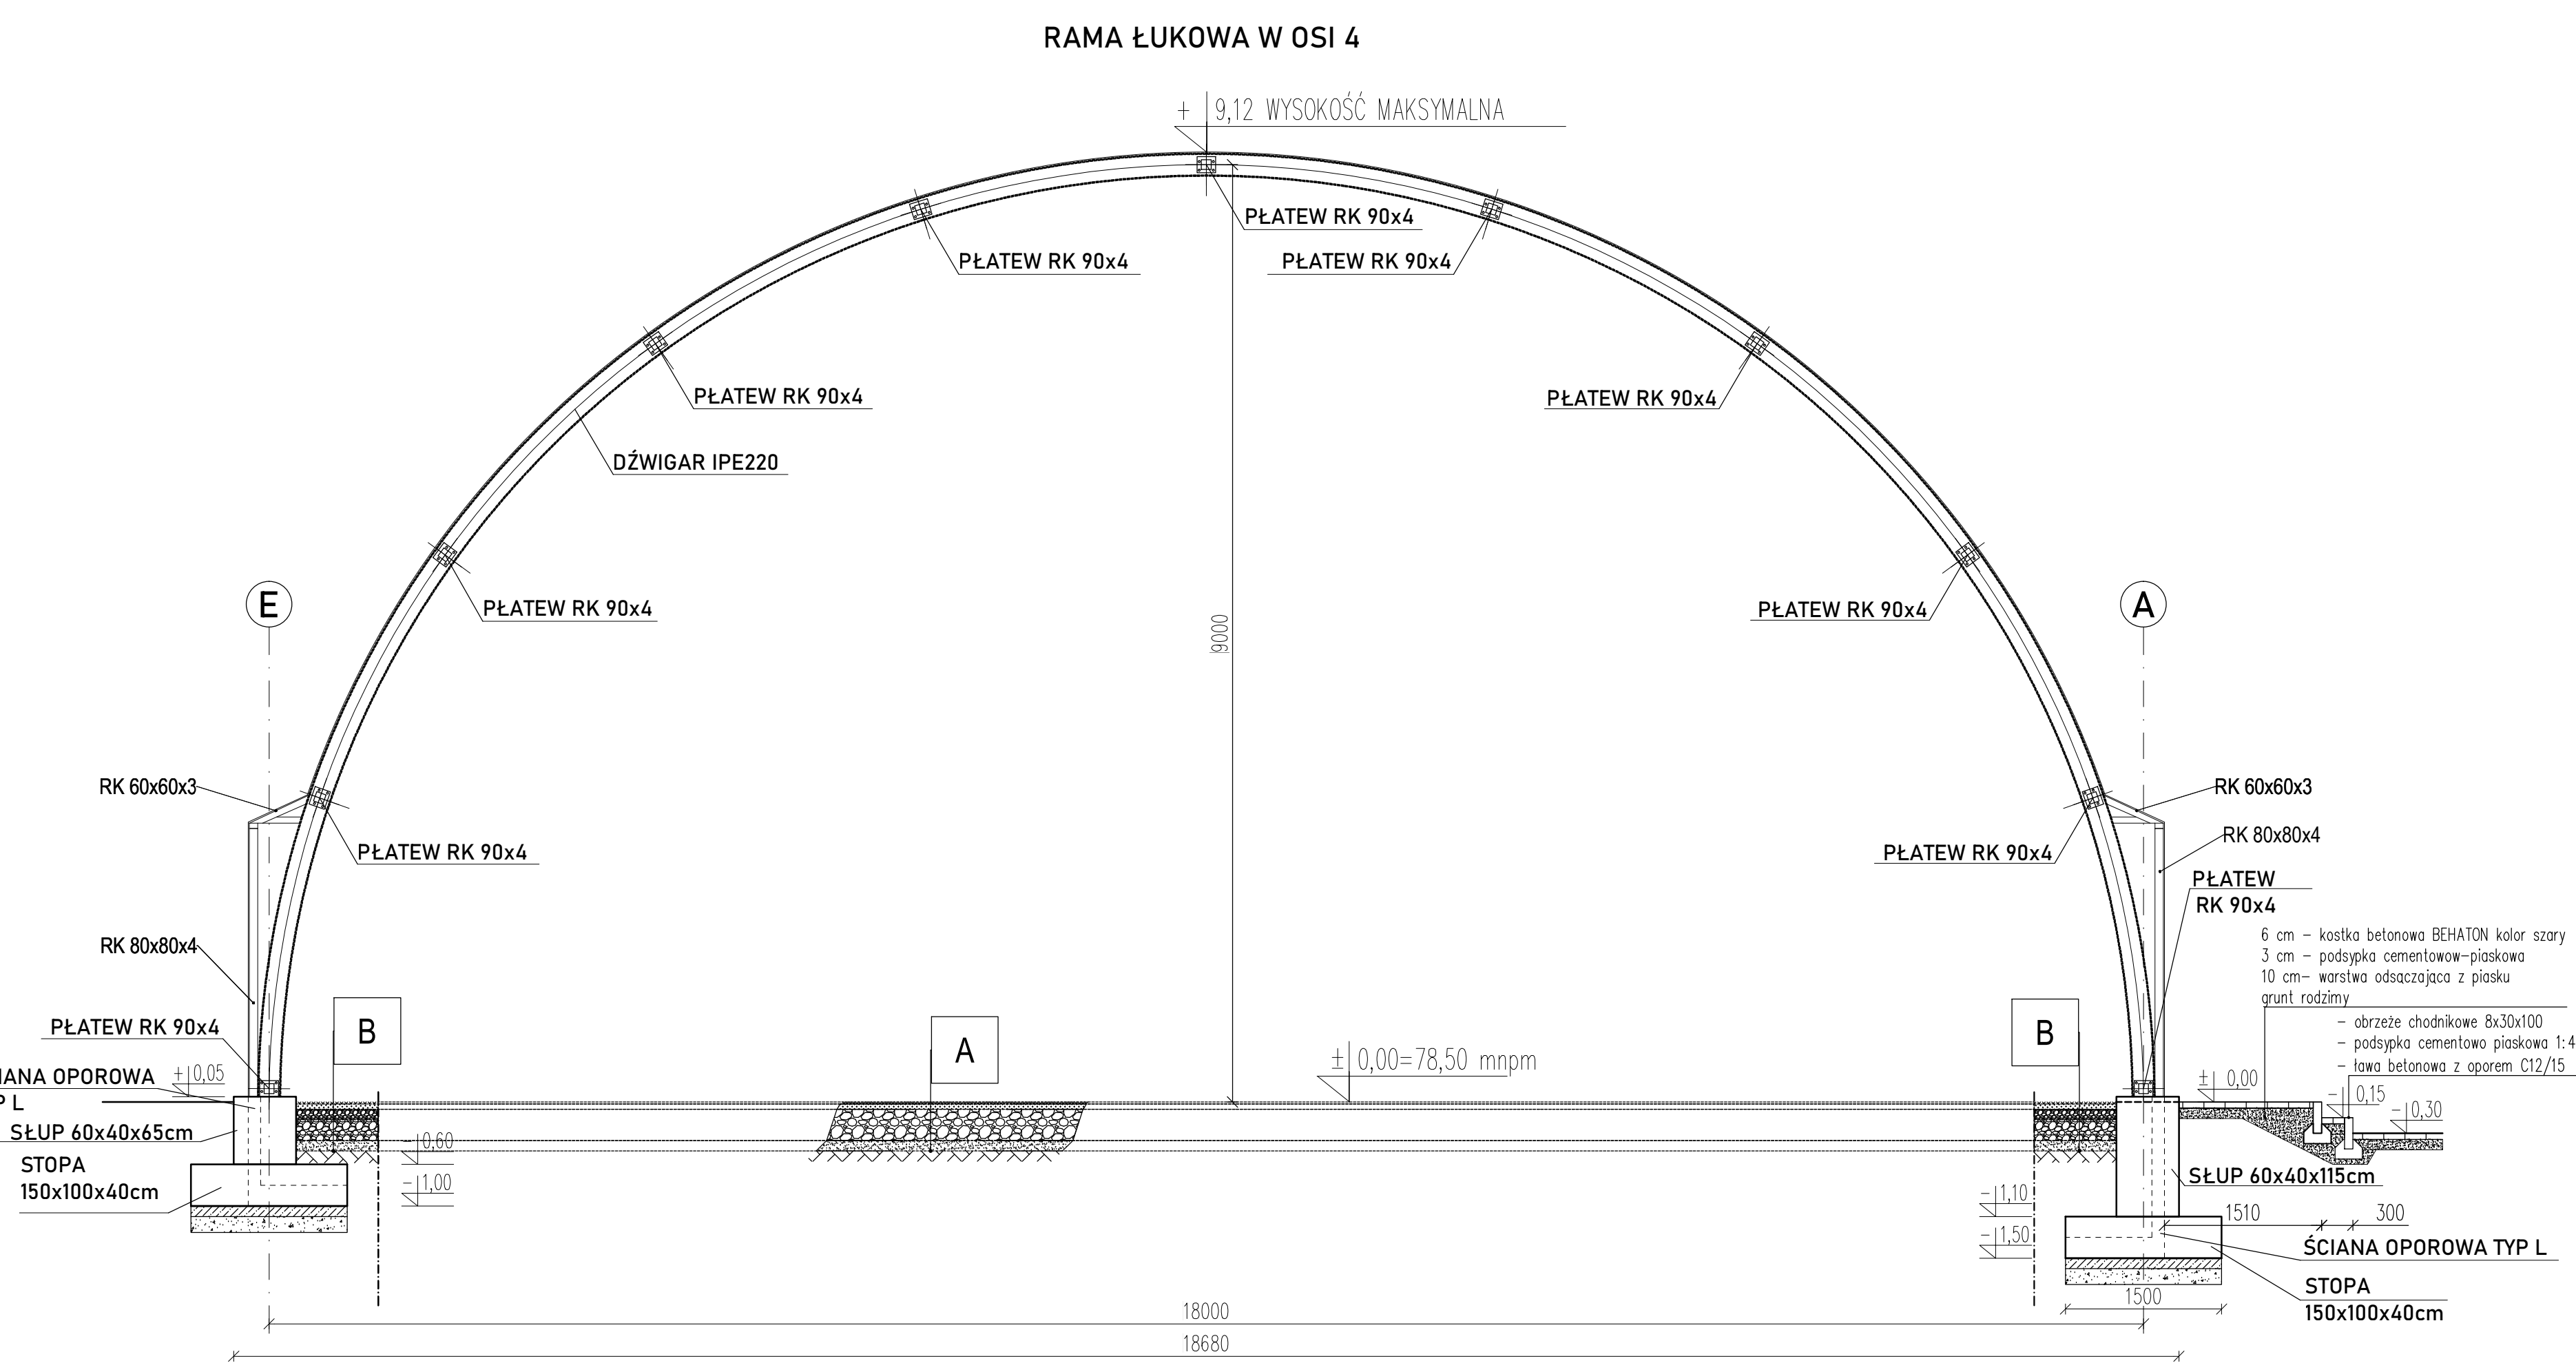 RAMA ŁUKOWA W OSI 4
+ 9,12 WYSOKOŚĆ MAKSYMALNA
PŁATEW RK 90x4
PŁATEW RK 90x4
PŁATEW RK 90x4
PŁATEW RK 90x4
PŁATEW RK 90x4
DŹWIGAR IPE220
PŁATEW RK 90x4
PŁATEW RK 90x4
E
A
9000
RK 60x60x3
RK 60x60x3
RK 80x80x4
PŁATEW RK 90x4
PŁATEW RK 90x4
PŁATEW
RK 90x4
RK 80x80x4
6 cm – kostka betonowa BEHATON kolor szary
3 cm – podsypka cementowow–piaskowa
10 cm– warstwa odsączająca z piasku
grunt rodzimy
– obrzeże chodnikowe 8x30x100
– podsypka cementowo piaskowa 1:4
– ława betonowa z oporem C12/15
PŁATEW RK 90x4
B
A
B
± 0,00=78,50 mnpm
IANA OPOROWA
P L
+ 0,05
± 0,00
– 0,15
– 0,30
SŁUP 60x40x65cm
– 0,60
STOPA
150x100x40cm
– 1,00
SŁUP 60x40x115cm
– 1,10
1510
300
– 1,50
ŚCIANA OPOROWA TYP L
STOPA
150x100x40cm
1500
18000
18680